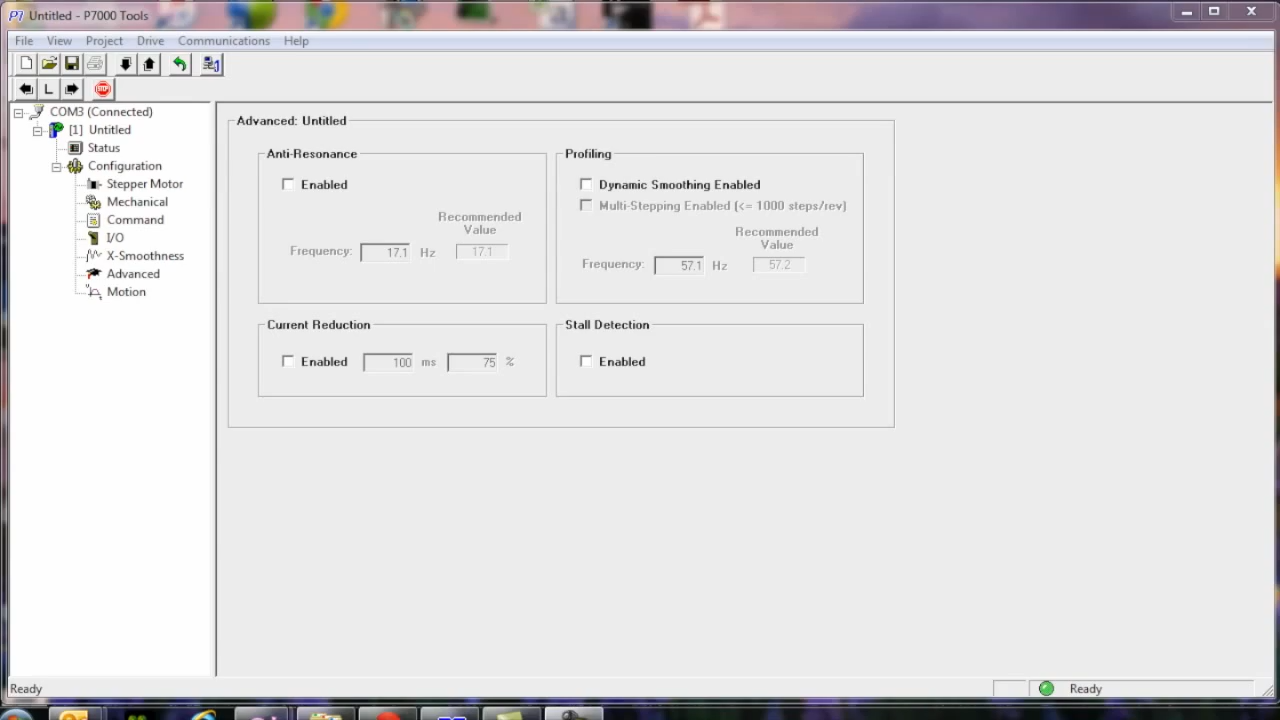 P7 Untitled - P7000 Tools
File View Project Drive Communications Help
L STOP
COM3 (Connected)
[1] Untitled
Status
Configuration
Stepper Motor
Mechanical
Command
I/O
X-Smoothness
Advanced
Motion
Advanced: Untitled
Anti-Resonance
Enabled
Recommended
Value
Frequency: 17.1 Hz 17.1
Profiling
Dynamic Smoothing Enabled
Multi-Stepping Enabled (<= 1000 steps/rev)
Recommended
Value
Frequency: 57.1 Hz 57.2
Current Reduction
Enabled 100 ms 75 %
Stall Detection
Enabled
Ready
Ready